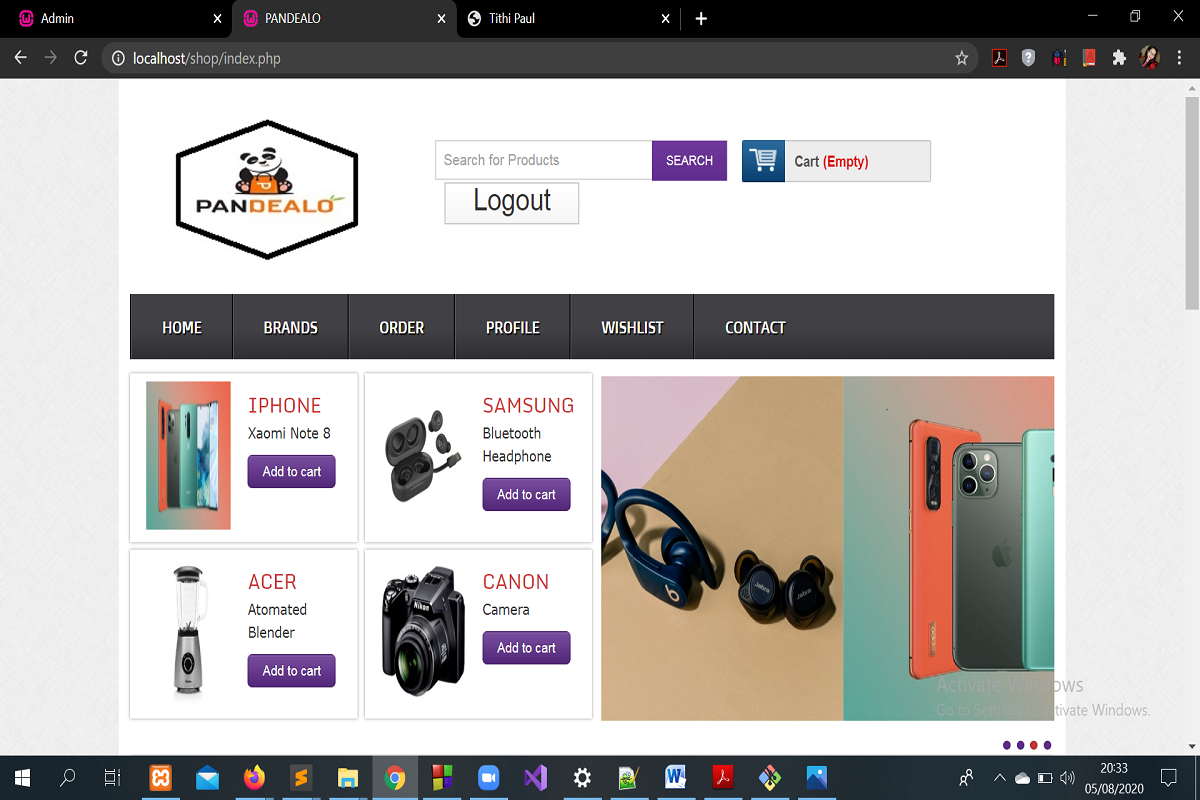 Admin
PANDEALO
Tithi Paul
localhost/shop/index.php
PANDEALO
Search for Products
SEARCH
Cart (Empty)
Logout
HOME
BRANDS
ORDER
PROFILE
WISHLIST
CONTACT
IPHONE
Xaomi Note 8
Add to cart
SAMSUNG
Bluetooth
Headphone
Add to cart
ACER
Atomated
Blender
Add to cart
CANON
Camera
Add to cart
Nikon
b
Jabra
Jabra
Activate Windows
Go to Settings to activate Windows.
20:33
05/08/2020